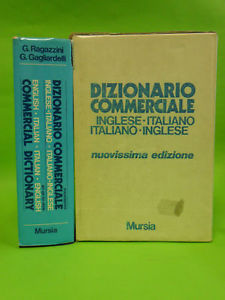 G. Ragazzini
G. Gagliardelli
DIZIONARIO COMMERCIALE
INGLESE · ITALIANO · ITALIANO · INGLESE
ENGLISH · ITALIAN · ITALIAN · ENGLISH
COMMERCIAL DICTIONARY
Mursia
DIZIONARIO
COMMERCIALE
INGLESE · ITALIANO
ITALIANO · INGLESE
nuovissima edizione
Mursia